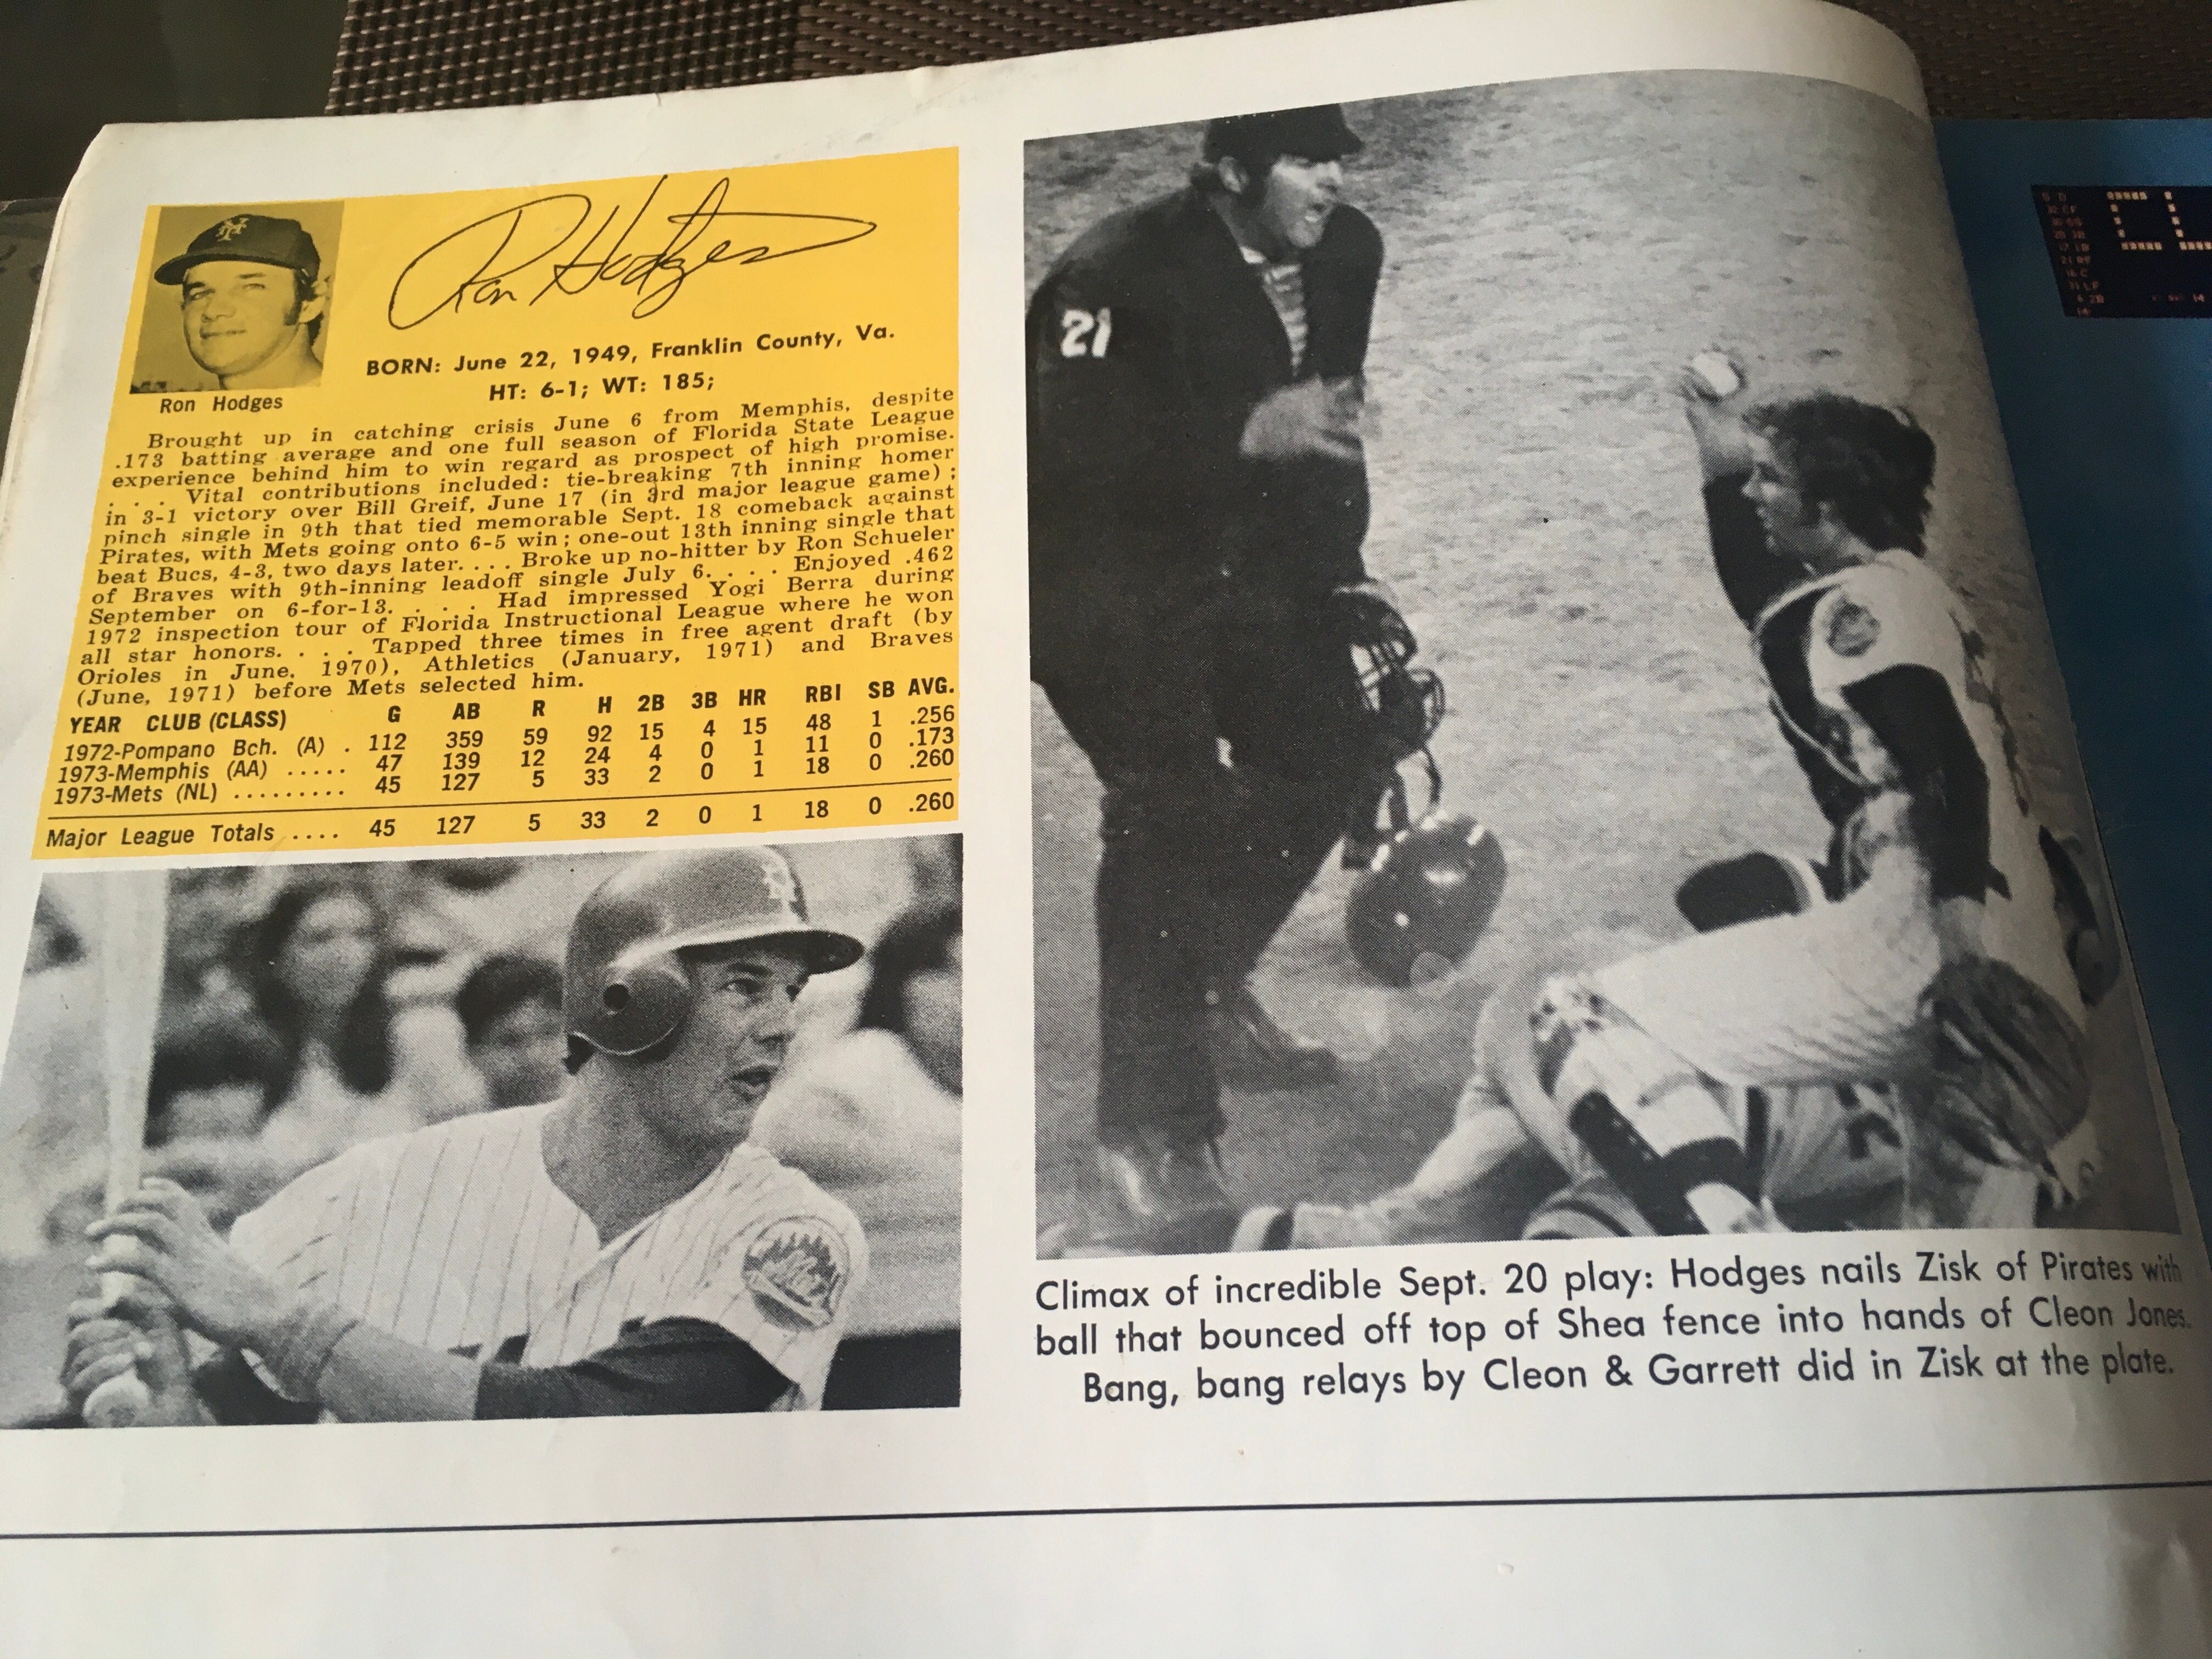 Ron Hodges
Ron Hodges
BORN: June 22, 1949, Franklin County, Va.
HT: 6-1; WT: 185;
Brought up in catching crisis June 6 from Memphis, despite
.173 batting average and one full season of Florida State League
experience behind him to win regard as prospect of high promise.
. . . Vital contributions included: tie-breaking 7th inning homer
in 3-1 victory over Bill Greif, June 17 (in 3rd major league game) ;
pinch single in 9th that tied memorable Sept. 18 comeback against
Pirates, with Mets going onto 6-5 win; one-out 13th inning single that
beat Bucs, 4-3, two days later. . . . Broke up no-hitter by Ron Schueler
of Braves with 9th-inning leadoff single July 6. . . . Enjoyed .462
September on 6-for-13. . . . Had impressed Yogi Berra during
1972 inspection tour of Florida Instructional League where he won
all star honors. . . . Tapped three times in free agent draft (by
Orioles in June, 1970), Athletics (January, 1971) and Braves
(June, 1971) before Mets selected him.
YEAR CLUB (CLASS) G AB R H 2B 3B HR RBI SB AVG.
1972-Pompano Bch. (A) . 112 359 59 92 15 4 15 48 1 .256
1973-Memphis (AA) ..... 47 139 12 24 4 0 1 11 0 .173
1973-Mets (NL) ......... 45 127 5 33 2 0 1 18 0 .260
Major League Totals .... 45 127 5 33 2 0 1 18 0 .260
21
Climax of incredible Sept. 20 play: Hodges nails Zisk of Pirates with
ball that bounced off top of Shea fence into hands of Cleon Jones.
Bang, bang relays by Cleon & Garrett did in Zisk at the plate.